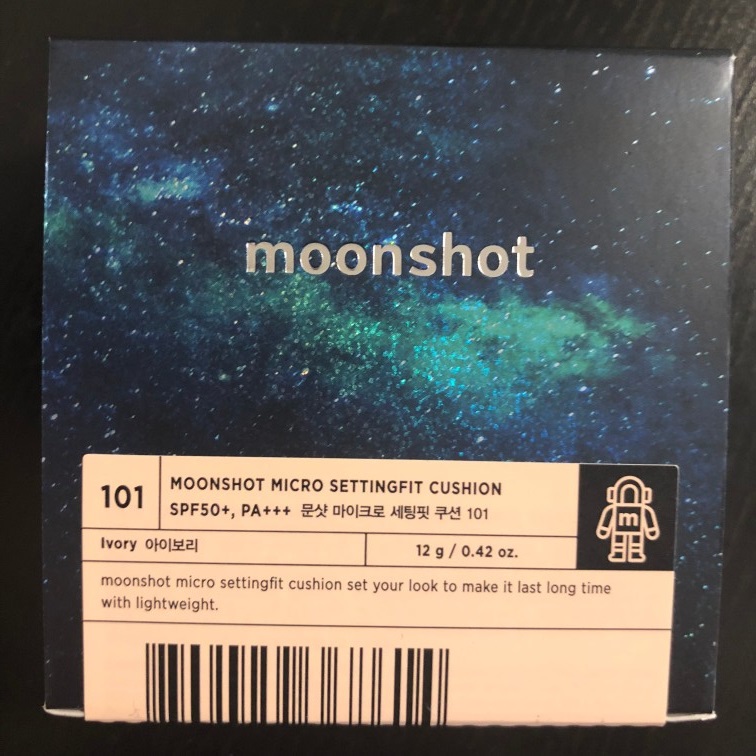 moonshot
101
MOONSHOT MICRO SETTINGFIT CUSHION
SPF50+, PA+++ 문샷 마이크로 세팅핏 쿠션 101
m
Ivory 아이보리
12 g / 0.42 oz.
moonshot micro settingfit cushion set your look to make it last long time
with lightweight.